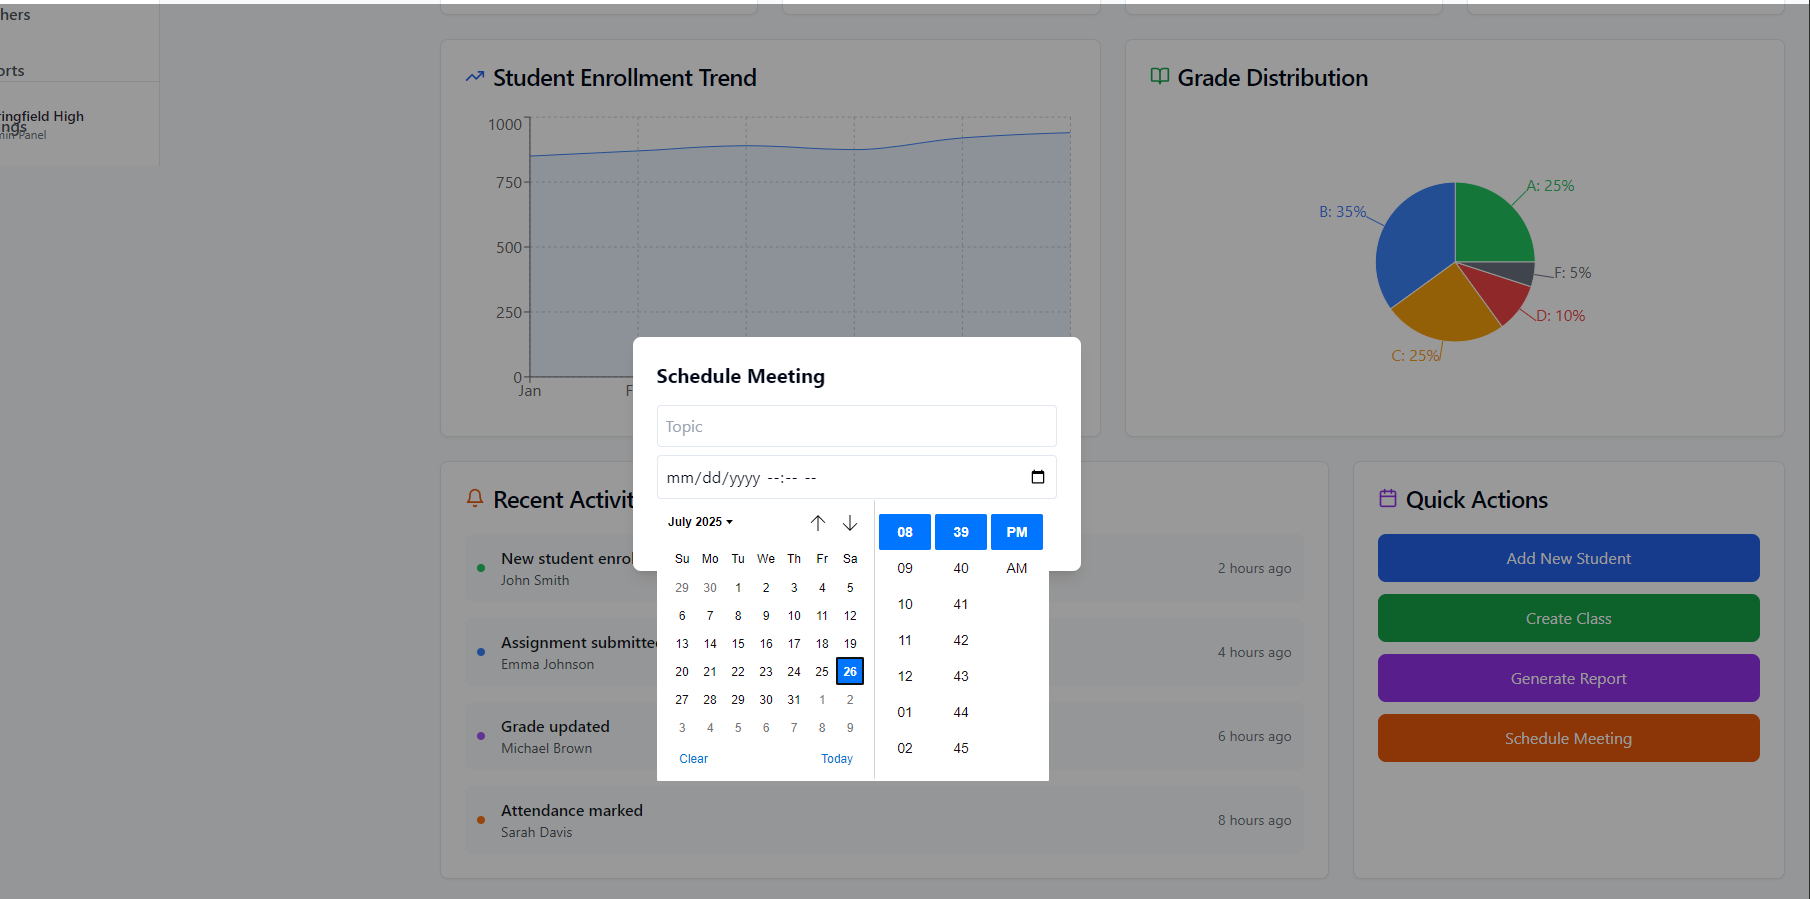 hers
orts
ringfield High
ings
min Panel
Student Enrollment Trend
1000
750
500
250
0
Jan
F
Grade Distribution
A: 25%
B: 35%
F: 5%
D: 10%
C: 25%
Schedule Meeting
Topic
mm/dd/yyyy --:-- --
July 2025
Su Mo Tu We Th Fr Sa
29 30 1 2 3 4 5
6 7 8 9 10 11 12
13 14 15 16 17 18 19
20 21 22 23 24 25 26
27 28 29 30 31 1 2
3 4 5 6 7 8 9
Clear Today
08 39 PM
09 40 AM
10 41
11 42
12 43
01 44
02 45
Recent Activit
New student enrol
John Smith
2 hours ago
Assignment submitted
Emma Johnson
4 hours ago
Grade updated
Michael Brown
6 hours ago
Attendance marked
Sarah Davis
8 hours ago
Quick Actions
Add New Student
Create Class
Generate Report
Schedule Meeting